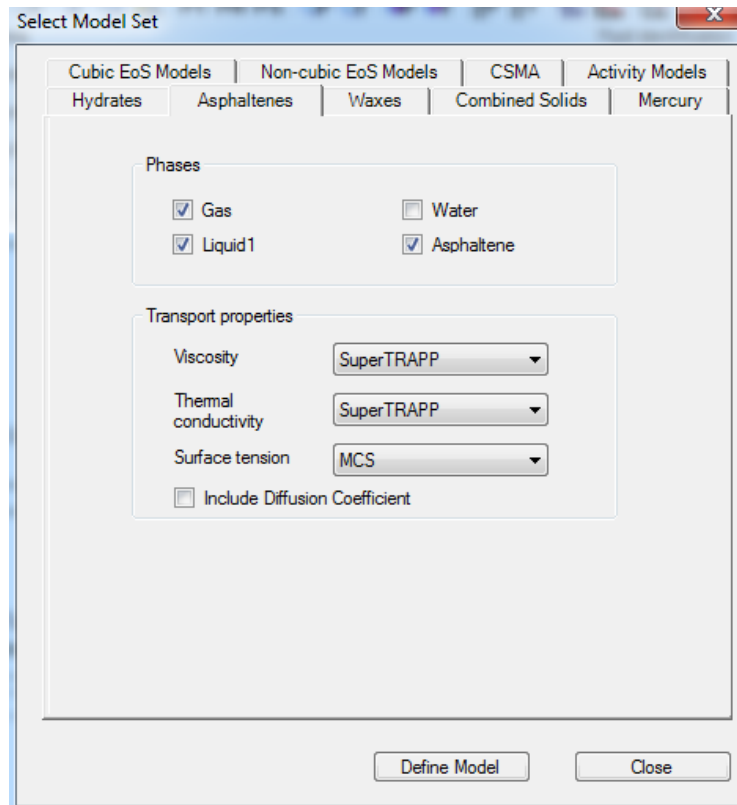 Select Model Set
Cubic EoS Models Non-cubic EoS Models CSMA Activity Models
Hydrates Asphaltenes Waxes Combined Solids Mercury
Phases
Gas Water
Liquid1 Asphaltene
Transport properties
Viscosity SuperTRAPP
Thermal
conductivity SuperTRAPP
Surface tension MCS
Include Diffusion Coefficient
Define Model Close